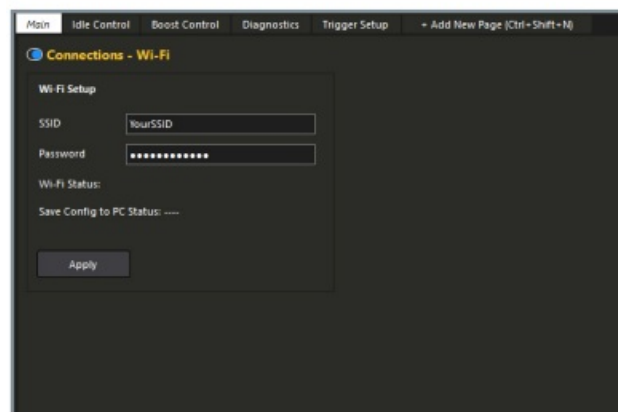 Main Idle Control Boost Control Diagnostics Trigger Setup + Add New Page (Ctrl+Shift+N)
Connections - Wi-Fi
Wi-Fi Setup
SSID YourSSID
Password ••••••••••••
Wi-Fi Status:
Save Config to PC Status: ----
Apply